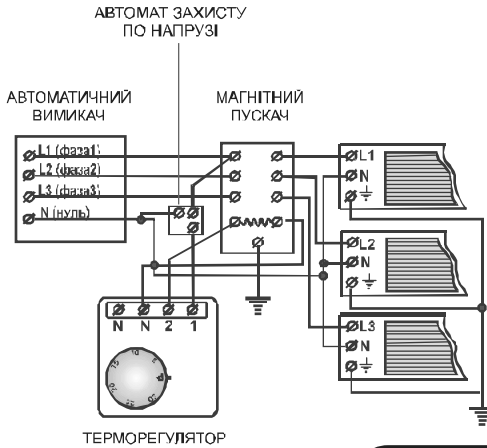 АВТОМАТ ЗАХИСТУ
ПО НАПРУЗІ
АВТОМАТИЧНИЙ
ВИМИКАЧ
МАГНІТНИЙ
ПУСКАЧ
L1 (фаза1)
L2 (фаза2)
L3 (фаза3)
N (нуль)
L1
N
L2
N
L3
N
N N 2 1
ТЕРМОРЕГУЛЯТОР